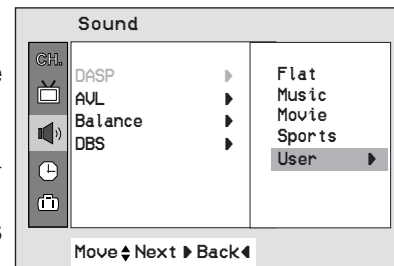 Sound
CH.
DASP
AVL
Balance
DBS
Flat
Music
Movie
Sports
User
Move Next Back